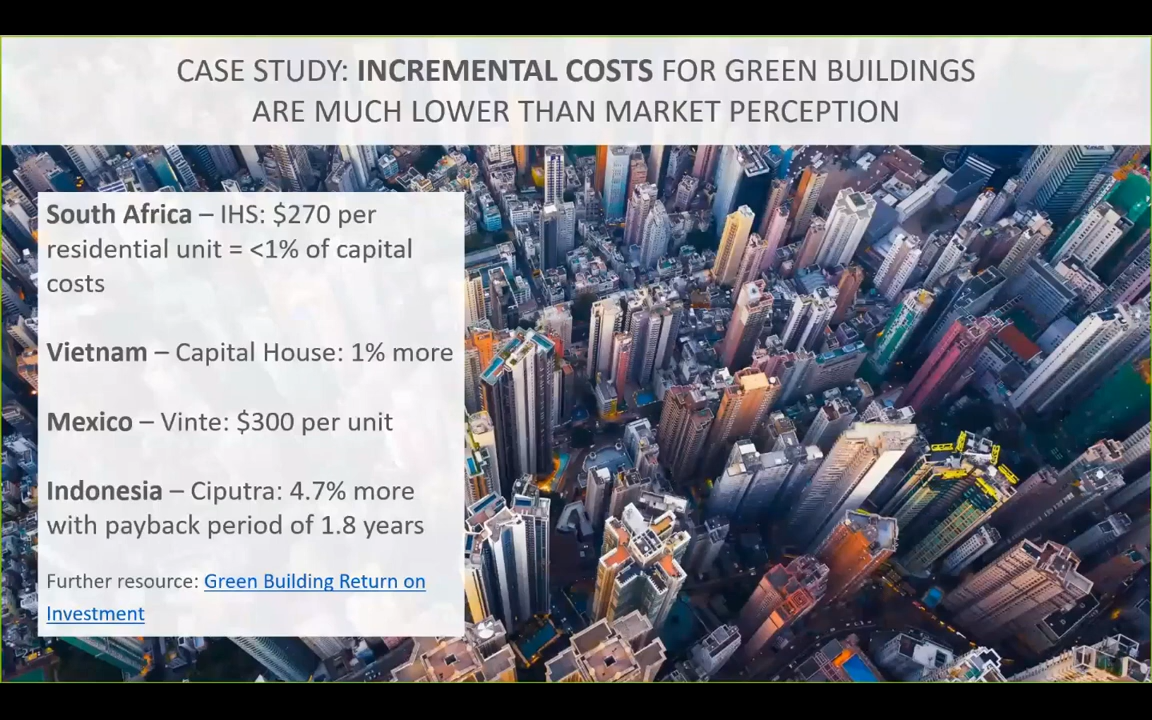 CASE STUDY: INCREMENTAL COSTS FOR GREEN BUILDINGS
ARE MUCH LOWER THAN MARKET PERCEPTION
South Africa – IHS: $270 per
residential unit = <1% of capital
costs
Vietnam – Capital House: 1% more
Mexico – Vinte: $300 per unit
Indonesia – Ciputra: 4.7% more
with payback period of 1.8 years
Further resource: Green Building Return on
Investment